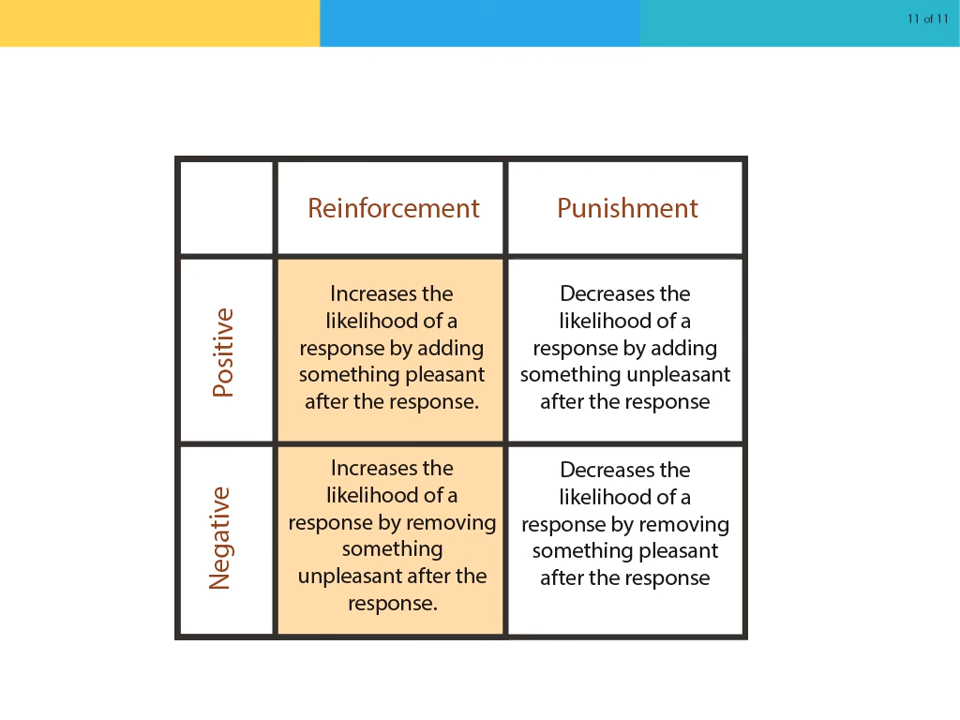 11 of 11
Reinforcement
Punishment
Positive
Increases the
likelihood of a
response by adding
something pleasant
after the response.
Decreases the
likelihood of a
response by adding
something unpleasant
after the response
Negative
Increases the
likelihood of a
response by removing
something
unpleasant after the
response.
Decreases the
likelihood of a
response by removing
something pleasant
after the response